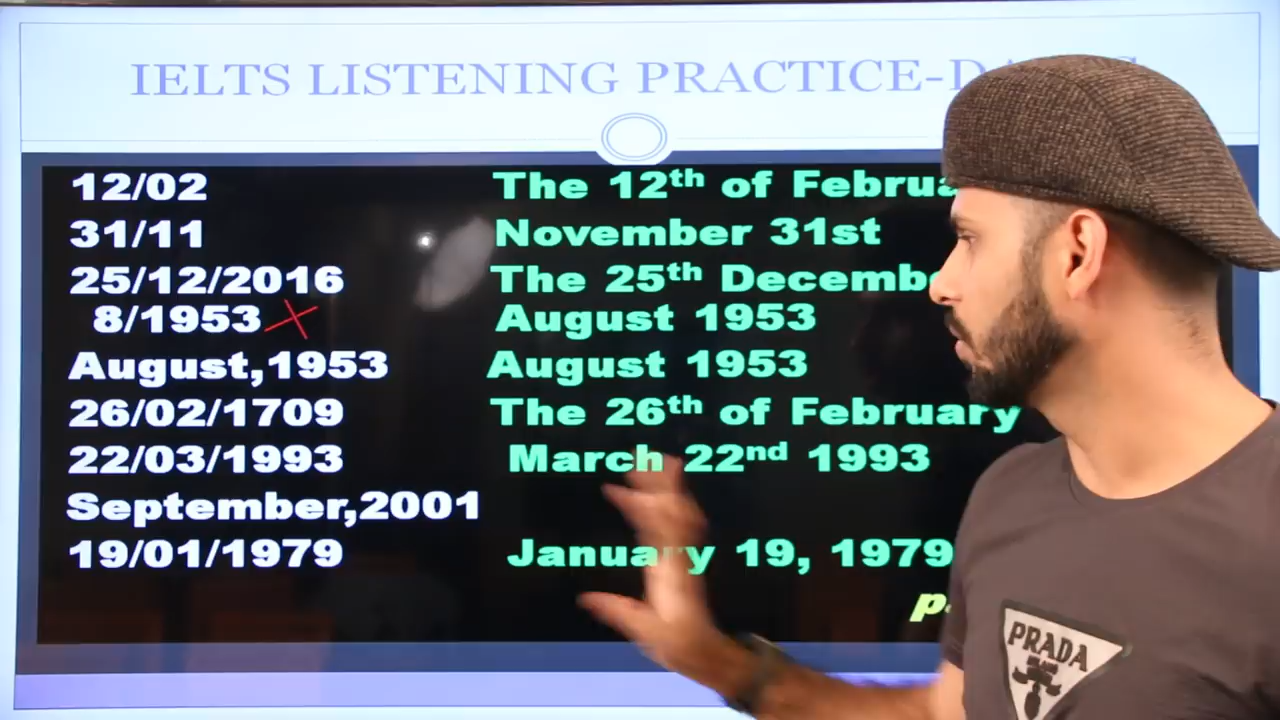 IELTS LISTENING PRACTICE-
12/02 The 12th of
31/11 November 31st
25/12/2016 The 25th
8/1953 August 1953
August,1953 August 1953
26/02/1709 The 26th of February
22/03/1993 March 22nd 1993
September,2001
19/01/1979 January 19, 1979
PRADA
MILANO